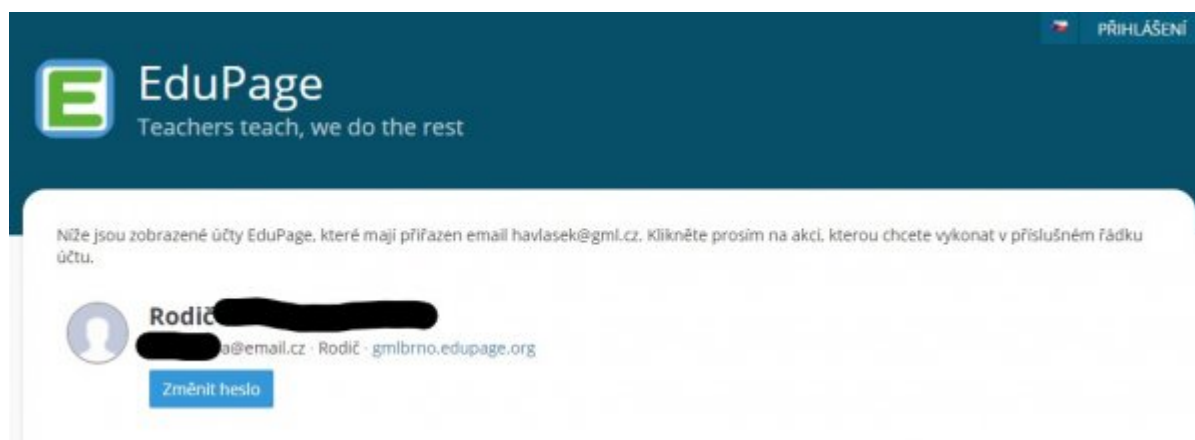 PŘIHLÁŠENÍ
E EduPage
Teachers teach, we do the rest
Níže jsou zobrazené účty EduPage, které mají přiřazen email havlasek@gml.cz. Klikněte prosím na akci, kterou chcete vykonat v příslušném řádku
účtu.
Rodič
a@email.cz · Rodič · gmlbrno.edupage.org
Změnit heslo